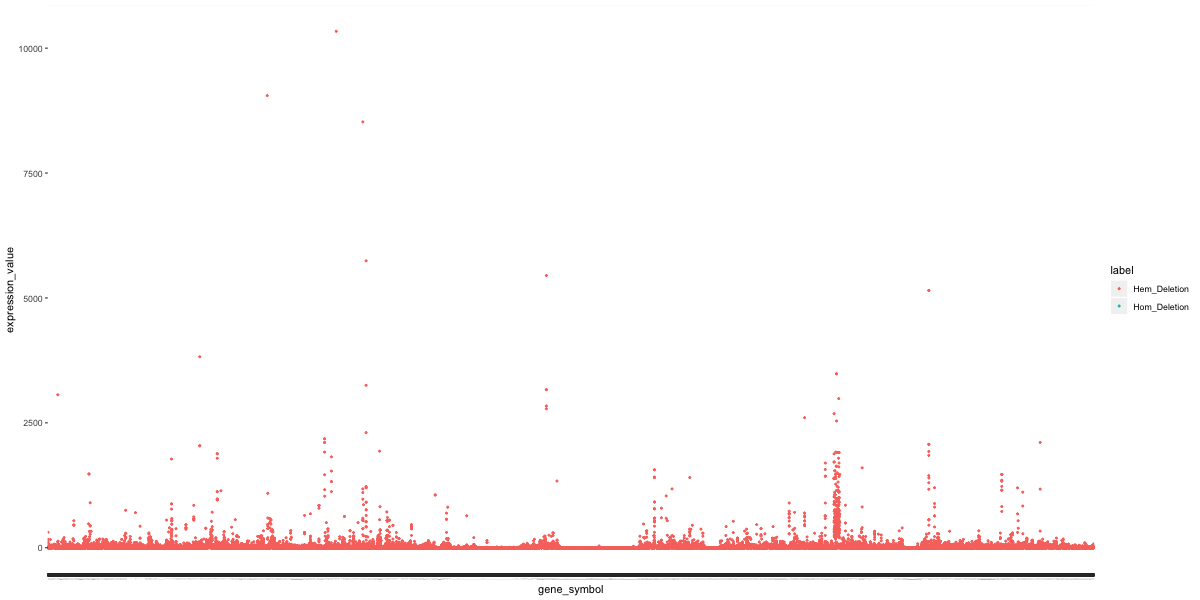 10000
7500
5000
2500
0
expression_value
gene_symbol
label
Hem_Deletion
Hom_Deletion